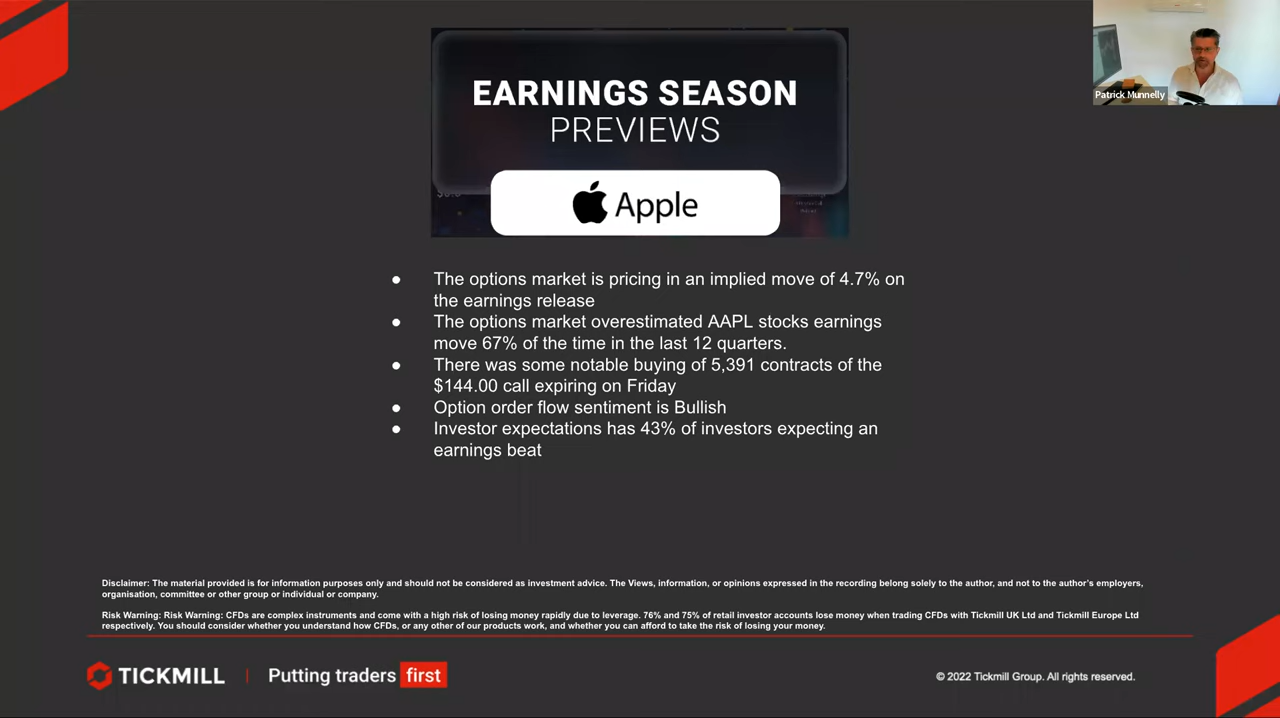 Patrick Munnelly
EARNINGS SEASON
PREVIEWS
Apple
● The options market is pricing in an implied move of 4.7% on
the earnings release
● The options market overestimated AAPL stocks earnings
move 67% of the time in the last 12 quarters.
● There was some notable buying of 5,391 contracts of the
$144.00 call expiring on Friday
● Option order flow sentiment is Bullish
● Investor expectations has 43% of investors expecting an
earnings beat
Disclaimer: The material provided is for information purposes only and should not be considered as investment advice. The Views, information, or opinions expressed in the recording belong solely to the author, and not to the author's employers,
organisation, committee or other group or individual or company.
Risk Warning: Risk Warning: CFDs are complex instruments and come with a high risk of losing money rapidly due to leverage. 76% and 75% of retail investor accounts lose money when trading CFDs with Tickmill UK Ltd and Tickmill Europe Ltd
respectively. You should consider whether you understand how CFDs, or any other of our products work, and whether you can afford to take the risk of losing your money.
TICKMILL | Putting traders first
© 2022 Tickmill Group. All rights reserved.